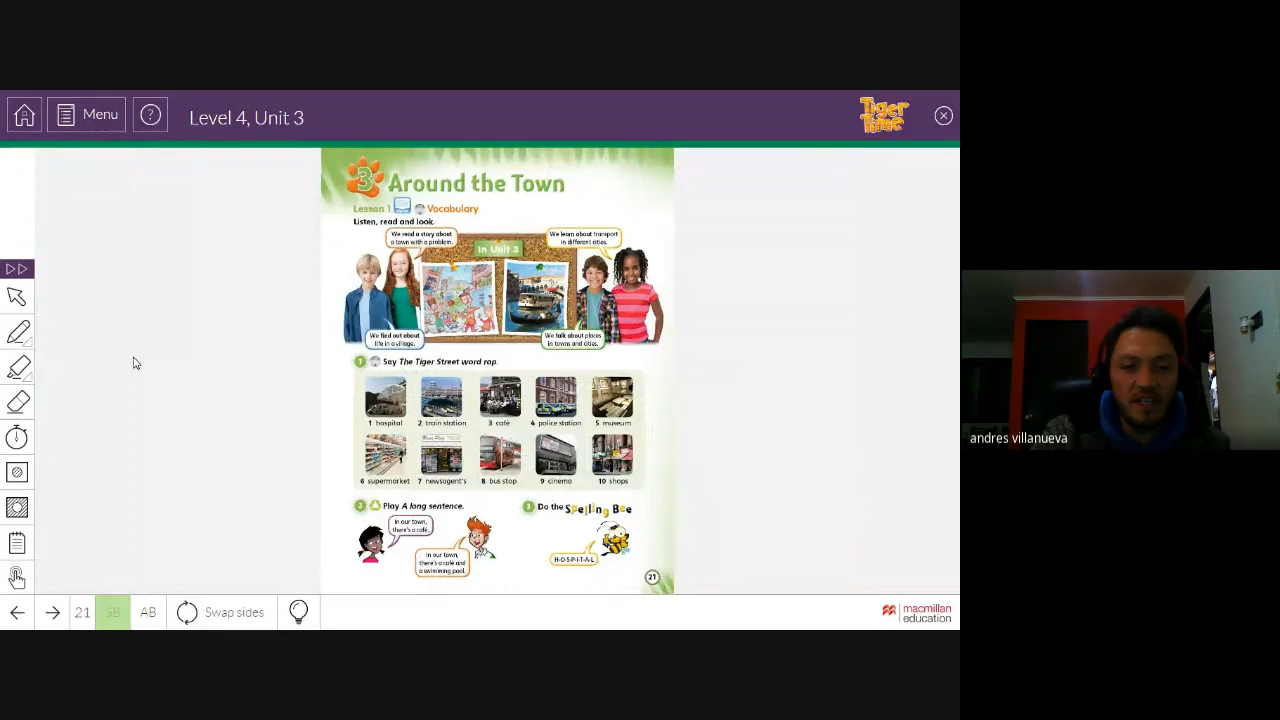 Menu
?
Level 4, Unit 3
Tiger
Time
3 Around the Town
Lesson 1 Vocabulary
Listen, read and look.
We read a story about
a town with a problem.
In Unit 3
We learn about transport
in different cities.
We find out about
life in a village.
We talk about places
in towns and cities.
1 Say The Tiger Street word rap.
1 hospital
2 train station
3 café
4 police station
5 museum
6 supermarket
7 newsagent's
8 bus stop
9 cinema
10 shops
2 Play A long sentence.
In our town,
there's a café.
In our town,
there's a café and
a swimming pool.
3 Do the Spelling Bee
H-O-S-P-I-T-A-L
21
21
SB
AB
Swap sides
macmillan
education
andres villanueva